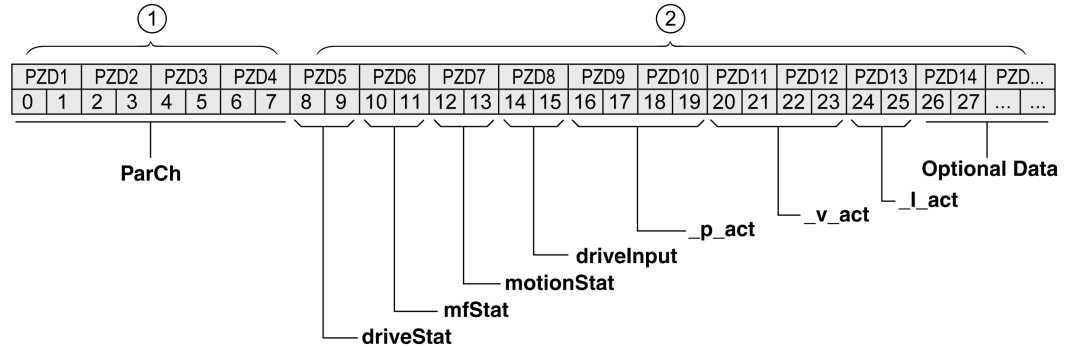 1 2
PZD1 PZD2 PZD3 PZD4 PZD5 PZD6 PZD7 PZD8 PZD9 PZD10 PZD11 PZD12 PZD13 PZD14 PZD...
0 1 2 3 4 5 6 7 8 9 10 11 12 13 14 15 16 17 18 19 20 21 22 23 24 25 26 27 ... ...
ParCh
Optional Data
_I_act
_v_act
_p_act
driveInput
motionStat
mfStat
driveStat